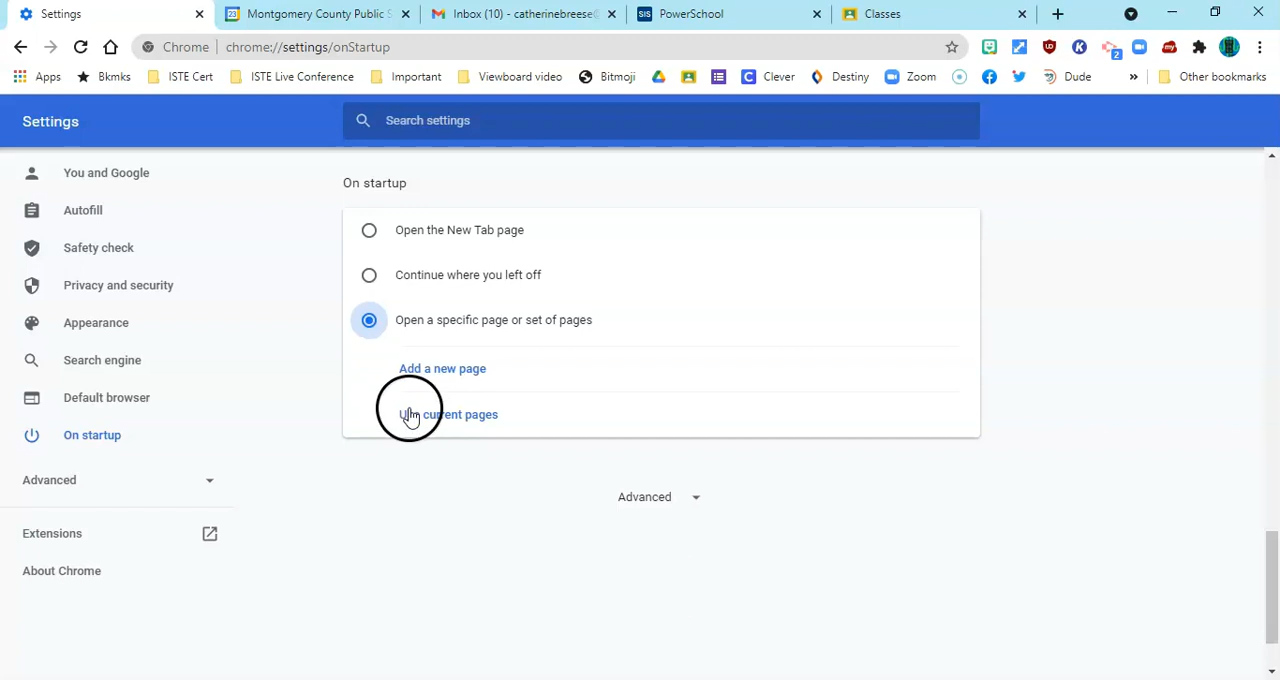 Settings
Montgomery County Public S
Inbox (10) - catherinebreese@
SIS PowerSchool
Classes
Chrome chrome://settings/onStartup
2
Apps Bkmks ISTE Cert ISTE Live Conferenc Important Viewboard video Bitmoji Clever Destiny Zoom Dude » Other bookmarks
Settings
Search settings
You and Google
Autofill
Safety check
Privacy and security
Appearance
Search engine
Default browser
On startup
Advanced
Extensions
About Chrome
On startup
Open the New Tab page
Continue where you left off
Open a specific page or set of pages
Add a new page
current pages
Advanced